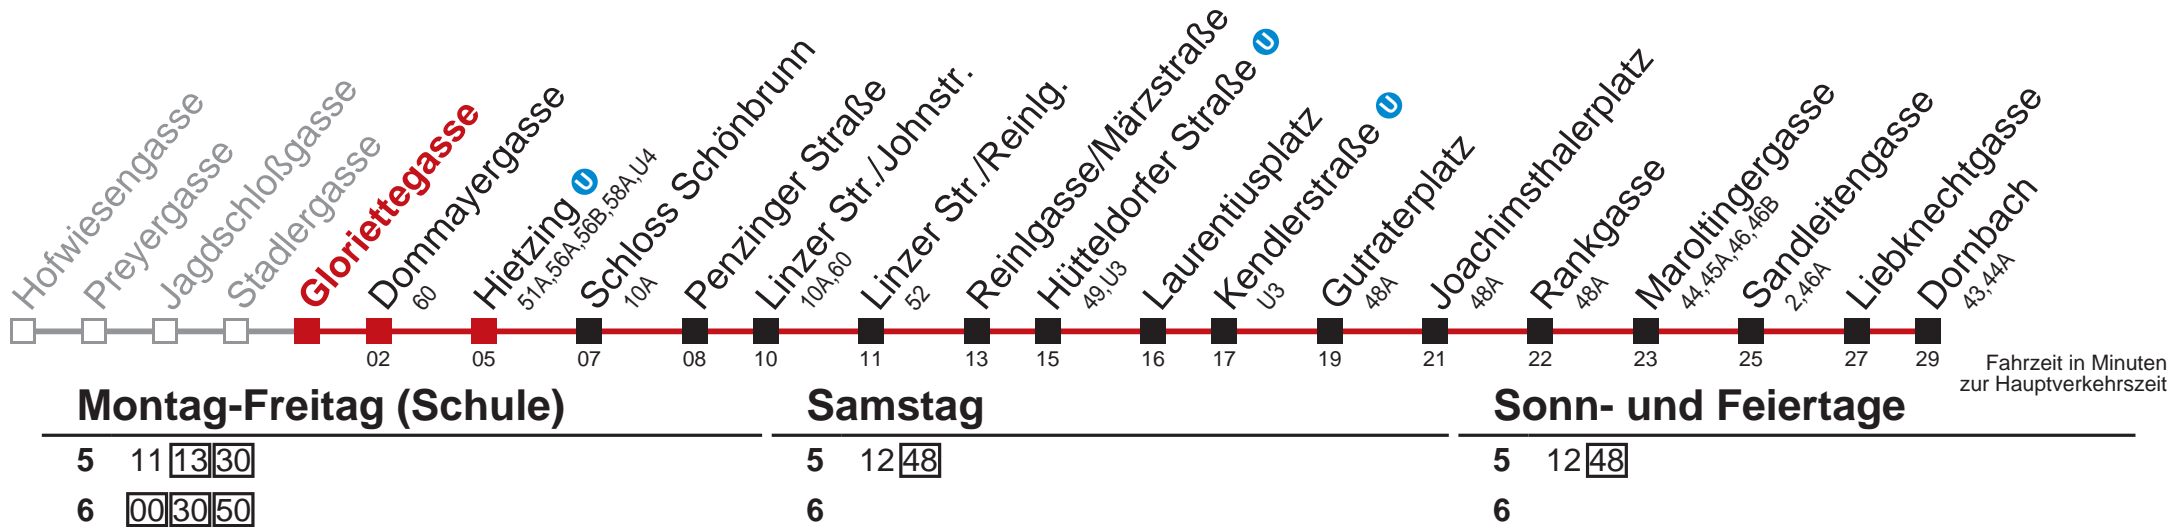 Hofwiesengasse
Preyergasse
Jagdschloßgasse
Stadlergasse
Gloriettegasse
Dommayergasse
60
Hietzing U
51A,56A,56B,58A,U4
Schloss Schönbrunn
10A
Penzinger Straße
Linzer Str./Johnstr.
10A,60
Linzer Str./Reinlg.
52
Reinlgasse/Märzstraße
Hütteldorfer Straße U
49,U3
Laurentiusplatz
Kendlerstraße U
U3
Gutraterplatz
48A
Joachimsthalerplatz
48A
Rankgasse
48A
Maroltingergasse
44,45A,46,46B
Sandleitengasse
2,46A
Liebknechtgasse
Dornbach
43,44A
02 05 07 08 10 11 13 15 16 17 19 21 22 23 25 27 29
Fahrzeit in Minuten
zur Hauptverkehrszeit
Montag-Freitag (Schule)
5 11 13 30
6 00 30 50
Samstag
5 12 48
6
Sonn- und Feiertage
5 12 48
6